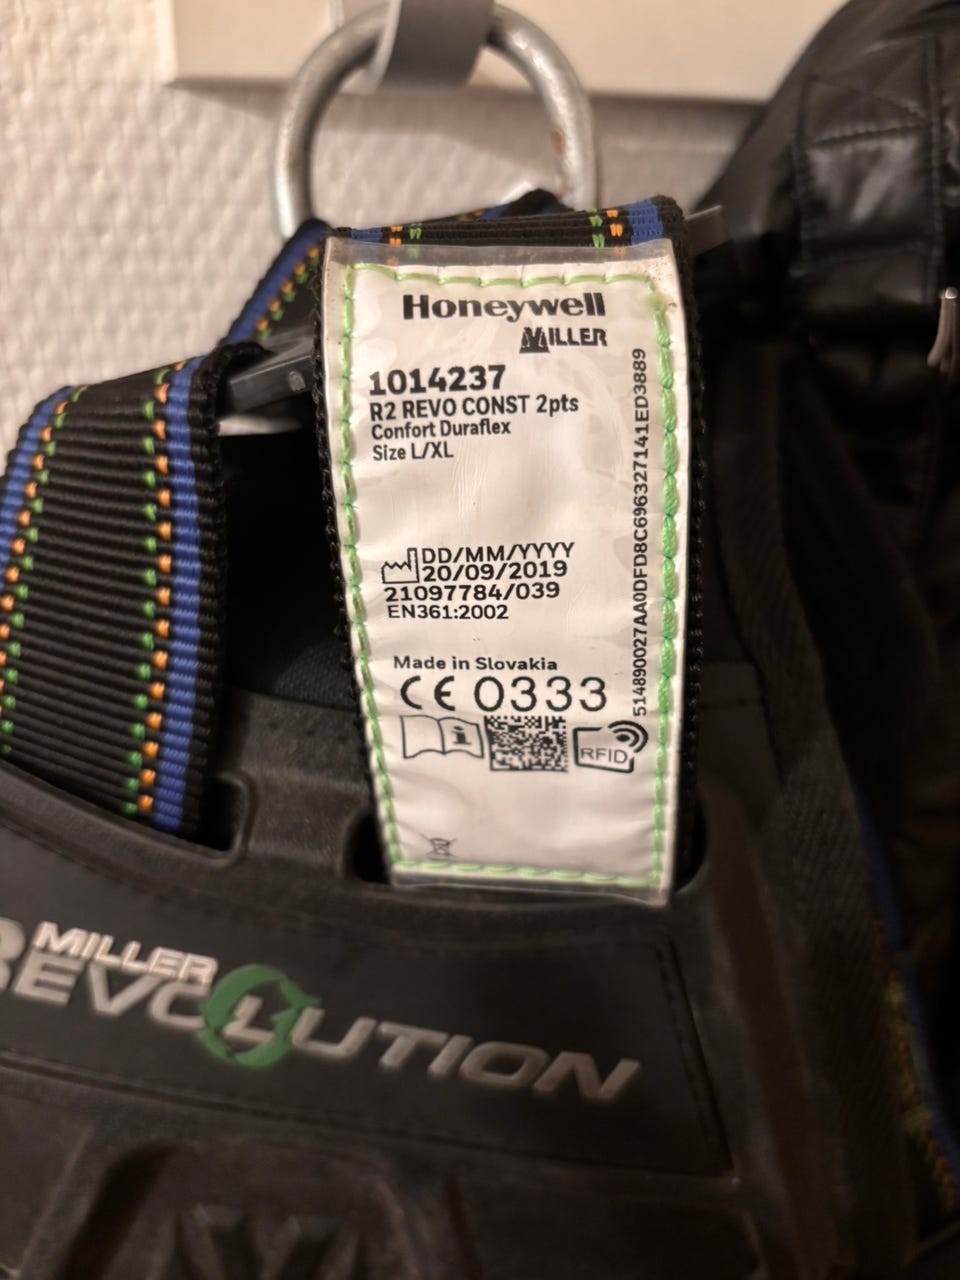 Honeywell
MILLER
1014237
R2 REVO CONST 2pts
Confort Duraflex
Size L/XL
DD/MM/YYYY
20/09/2019
21097784/039
EN361:2002
Made in Slovakia
CE 0333
i
RFID
514890027AA0DFD8C696327141ED3889
MILLER
REVOLUTION